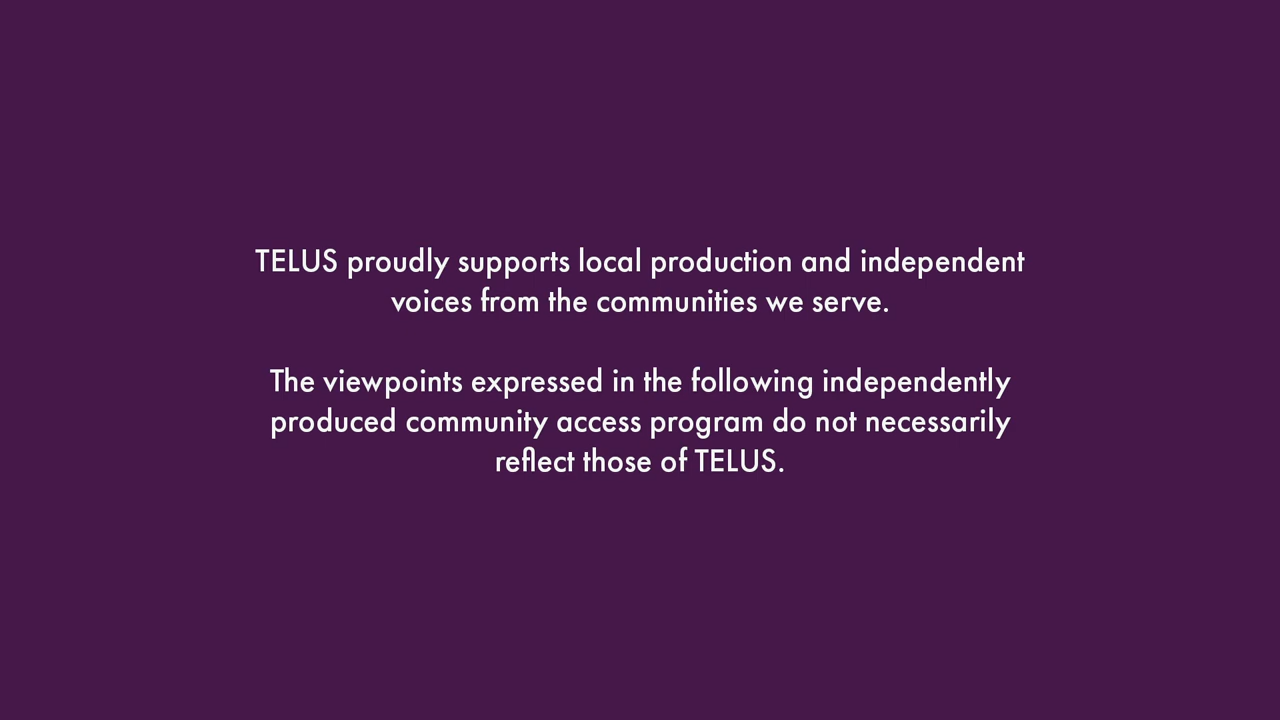 TELUS proudly supports local production and independent
voices from the communities we serve.
The viewpoints expressed in the following independently
produced community access program do not necessarily
reflect those of TELUS.